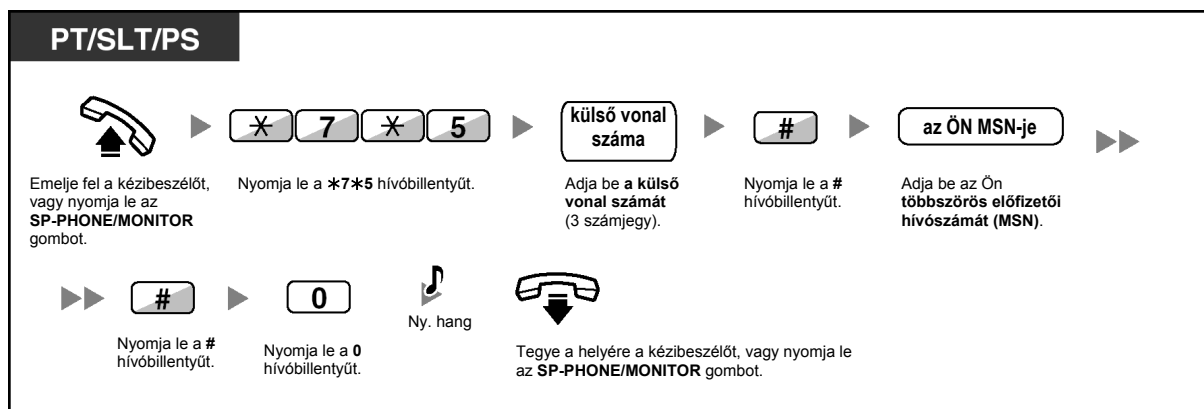 PT/SLT/PS
✳ 7 ✳ 5
külső vonal
száma
#
az ÖN MSN-je
Emelje fel a kézibeszélőt,
vagy nyomja le az
SP-PHONE/MONITOR
gombot.
Nyomja le a ✳7✳5 hívóbillentyűt.
Adja be a külső
vonal számát
(3 számjegy).
Nyomja le a #
hívóbillentyűt.
Adja be az Ön
többszörös előfizetői
hívószámát (MSN).
#
0
Ny. hang
Nyomja le a #
hívóbillentyűt.
Nyomja le a 0
hívóbillentyűt.
Tegye a helyére a kézibeszélőt, vagy nyomja le
az SP-PHONE/MONITOR gombot.